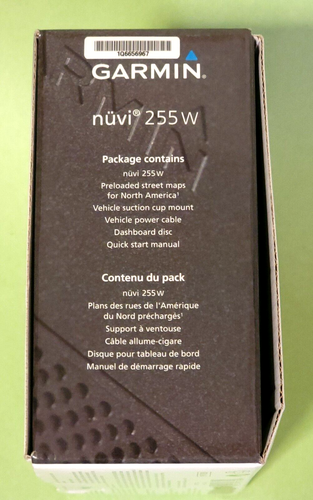 1Q6656967
GARMIN®
nüvi® 255W
Package contains
nüvi 255W
Preloaded street maps
for North America¹
Vehicle suction cup mount
Vehicle power cable
Dashboard disc
Quick start manual
Contenu du pack
nüvi 255W
Plans des rues de l'Amérique
du Nord préchargés¹
Support à ventouse
Câble allume-cigare
Disque pour tableau de bord
Manuel de démarrage rapide